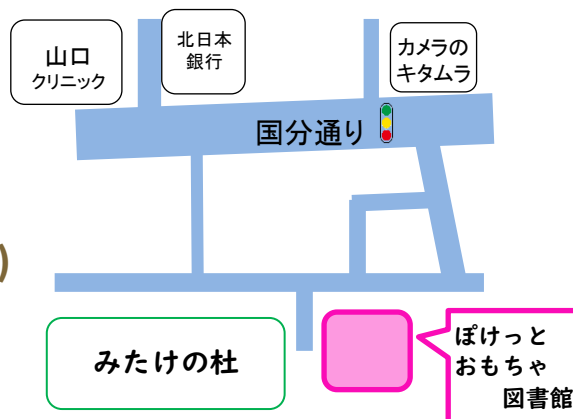 山口
クリニック
北日本
銀行
カメラの
キタムラ
国分通り
)
みたけの杜
ぽけっと
おもちゃ
図書館